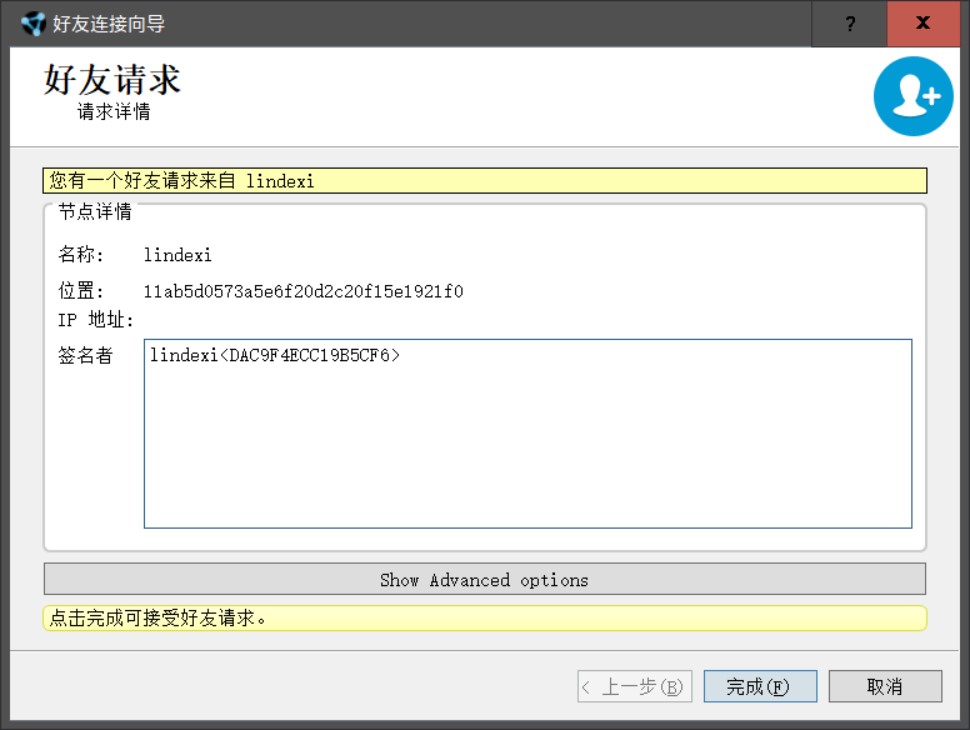 好友连接向导
?
x
好友请求
请求详情
您有一个好友请求来自 lindexi
节点详情
名称: lindexi
位置: 11ab5d0573a5e6f20d2c20f15e1921f0
IP 地址:
签名者 lindexi<DAC9F4ECC19B5CF6>
Show Advanced options
点击完成可接受好友请求。
< 上一步(B) 完成(F) 取消